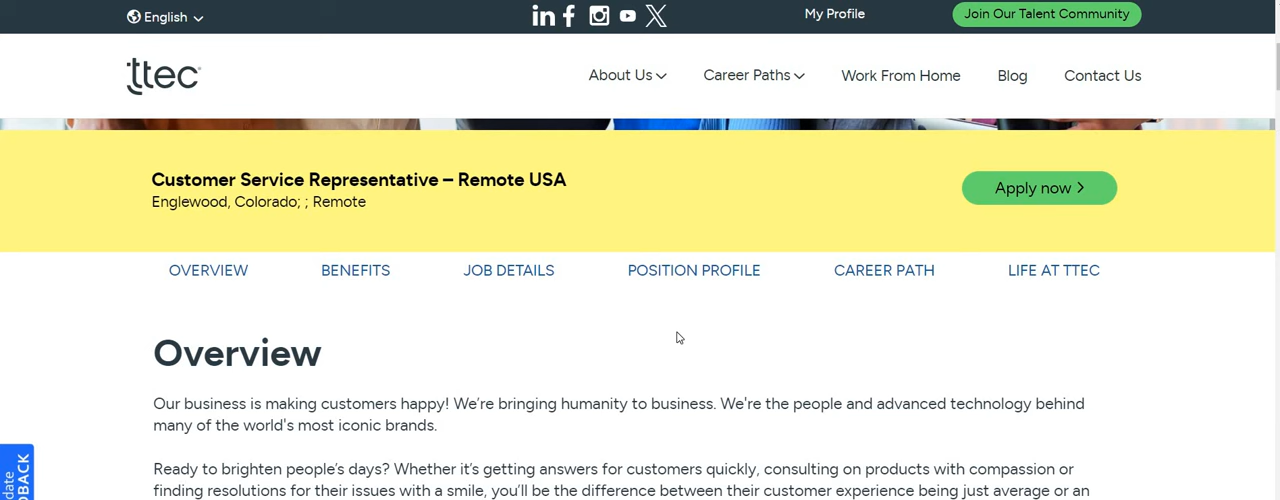 English
My Profile
Join Our Talent Community
ttec
About Us
Career Paths
Work From Home
Blog
Contact Us
Customer Service Representative – Remote USA
Englewood, Colorado; ; Remote
Apply now
OVERVIEW
BENEFITS
JOB DETAILS
POSITION PROFILE
CAREER PATH
LIFE AT TTEC
Overview
Our business is making customers happy! We’re bringing humanity to business. We're the people and advanced technology behind
many of the world's most iconic brands.
Ready to brighten people’s days? Whether it’s getting answers for customers quickly, consulting on products with compassion or
finding resolutions for their issues with a smile, you’ll be the difference between their customer experience being just average or an